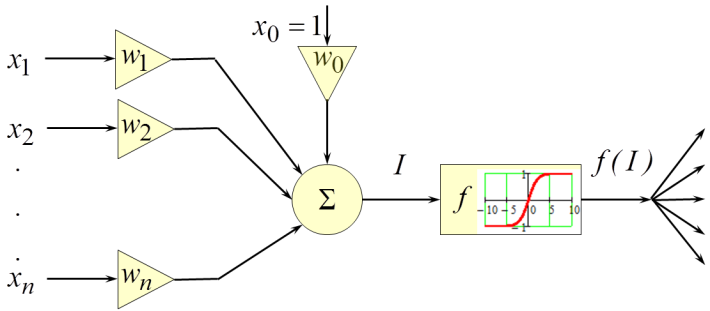 x₀ = 1
x₁ w₁ w₀
x₂ w₂
.
.
.
Σ I f f(I)
1
−10 −5 0 5 10
−1
xₙ wₙ